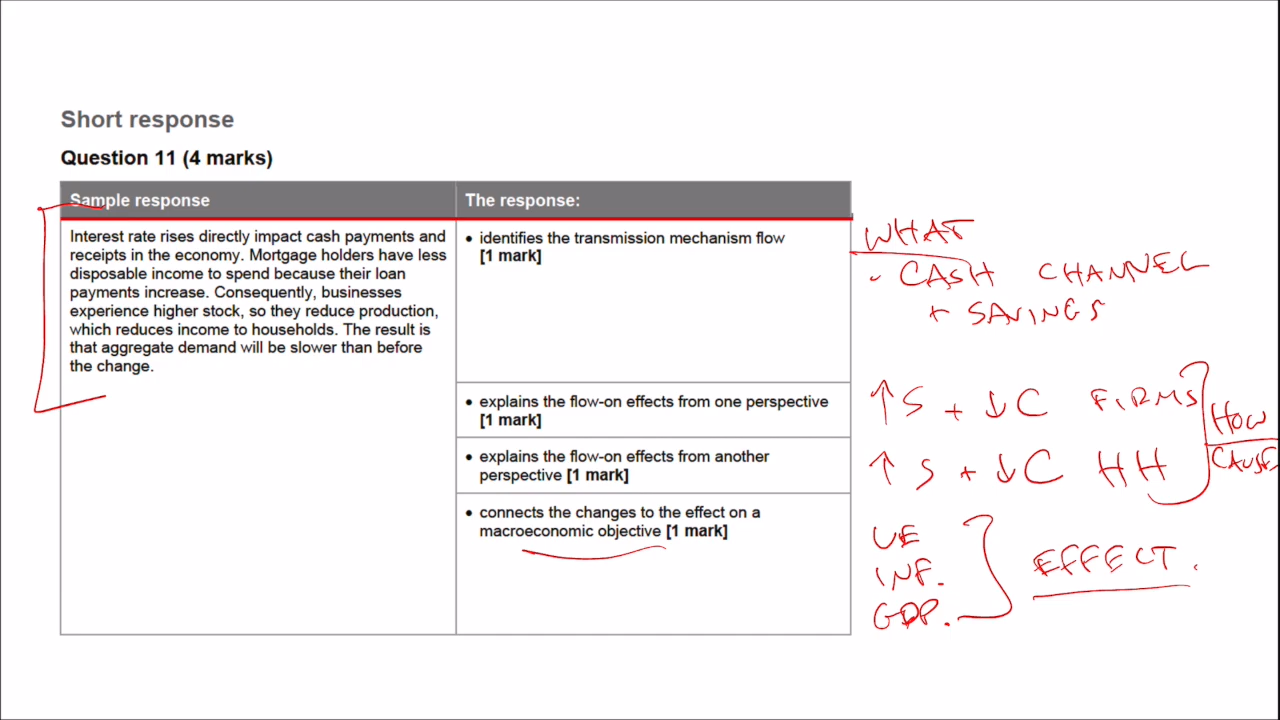 Short response
Question 11 (4 marks)
Sample response
The response:
Interest rate rises directly impact cash payments and
receipts in the economy. Mortgage holders have less
disposable income to spend because their loan
payments increase. Consequently, businesses
experience higher stock, so they reduce production,
which reduces income to households. The result is
that aggregate demand will be slower than before
the change.
• identifies the transmission mechanism flow
[1 mark]
• explains the flow-on effects from one perspective
[1 mark]
• explains the flow-on effects from another
perspective [1 mark]
• connects the changes to the effect on a
macroeconomic objective [1 mark]
WHAT
· CASH CHANNEL
+ SAVINGS
↑ S + ↓ C FIRMS
↑ S + ↓ C HH
HOW
CAUSE
UE
INF.
GDP.
EFFECT.